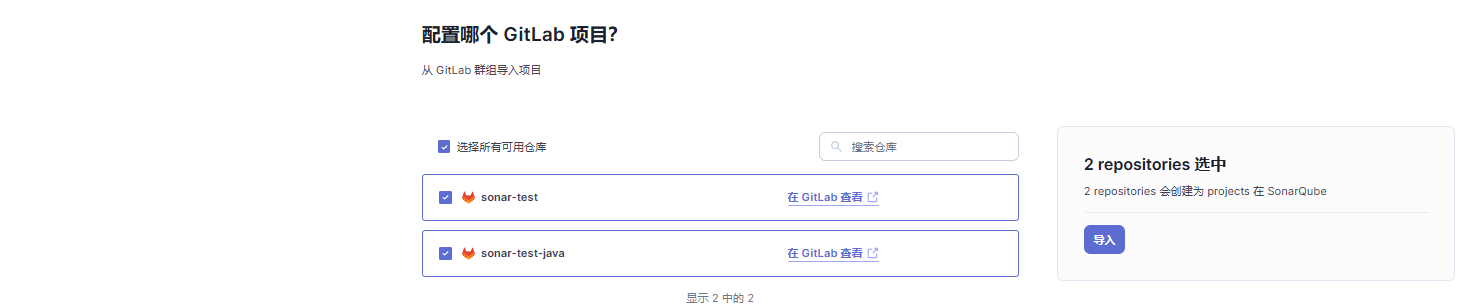 配置哪个 GitLab 项目？
从 GitLab 群组导入项目
选择所有可用仓库
搜索仓库
sonar-test
在 GitLab 查看
sonar-test-java
在 GitLab 查看
显示 2 中的 2
2 repositories 选中
2 repositories 会创建为 projects 在 SonarQube
导入